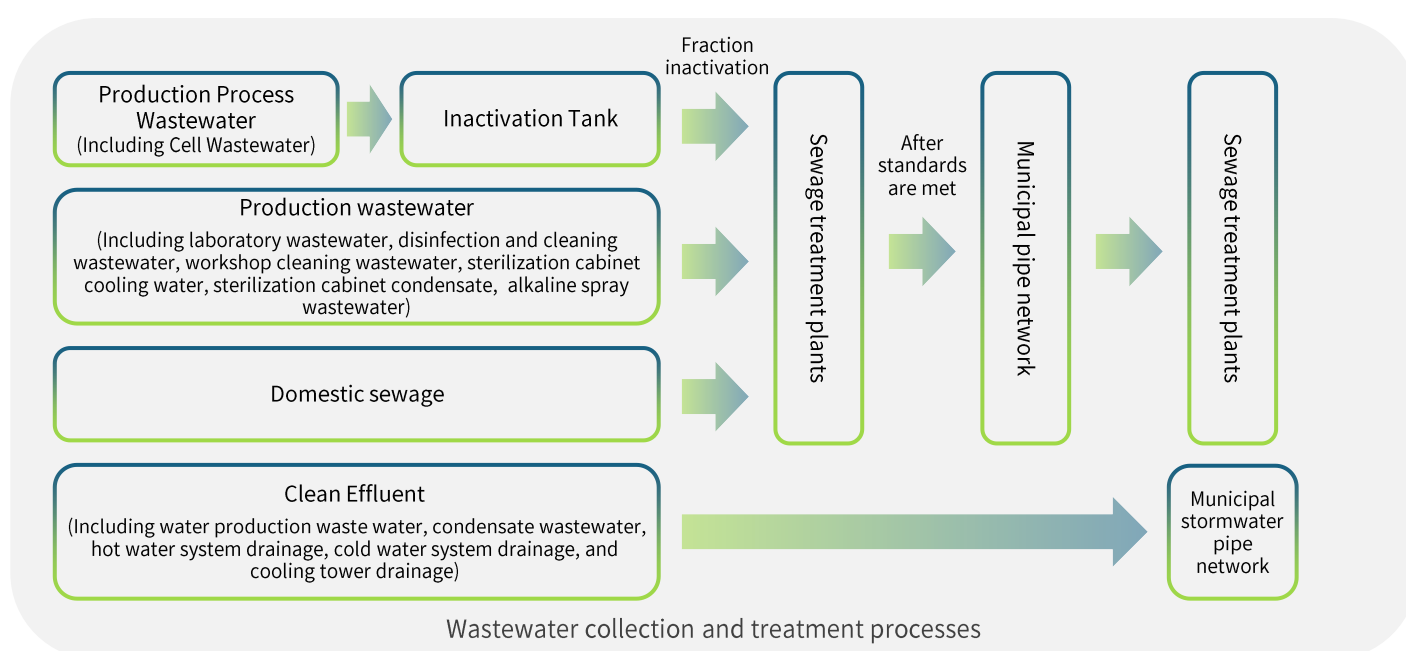 Production Process
Wastewater
(Including Cell Wastewater)
Inactivation Tank
Fraction
inactivation
Production wastewater
(Including laboratory wastewater, disinfection and cleaning
wastewater, workshop cleaning wastewater, sterilization cabinet
cooling water, sterilization cabinet condensate, alkaline spray
wastewater)
Domestic sewage
Sewage treatment plants
After
standards
are met
Municipal pipe network
Sewage treatment plants
Clean Effluent
(Including water production waste water, condensate wastewater,
hot water system drainage, cold water system drainage, and
cooling tower drainage)
Municipal
stormwater
pipe
network
Wastewater collection and treatment processes